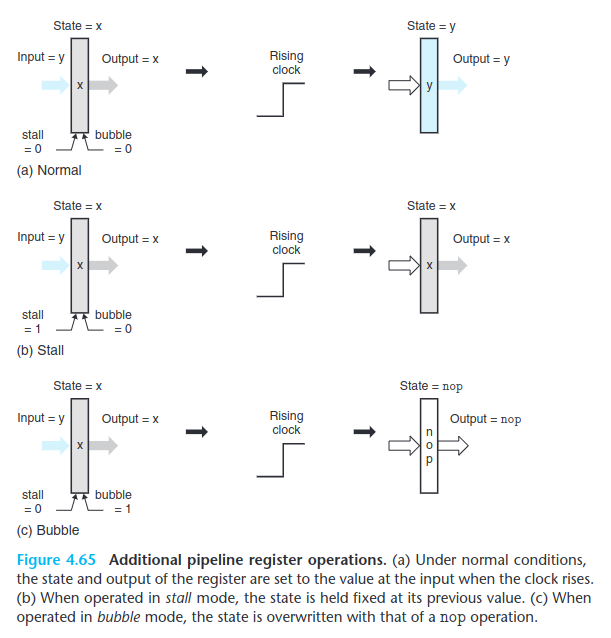 State = x
State = y
Input = y
Output = x
Rising
clock
Output = y
x
y
stall
= 0
bubble
= 0
(a) Normal
State = x
State = x
Input = y
Output = x
Rising
clock
Output = x
x
x
stall
= 1
bubble
= 0
(b) Stall
State = x
State = nop
Input = y
Output = x
Rising
clock
Output = nop
x
n
o
p
stall
= 0
bubble
= 1
(c) Bubble
Figure 4.65 Additional pipeline register operations. (a) Under normal conditions,
the state and output of the register are set to the value at the input when the clock rises.
(b) When operated in stall mode, the state is held fixed at its previous value. (c) When
operated in bubble mode, the state is overwritten with that of a nop operation.